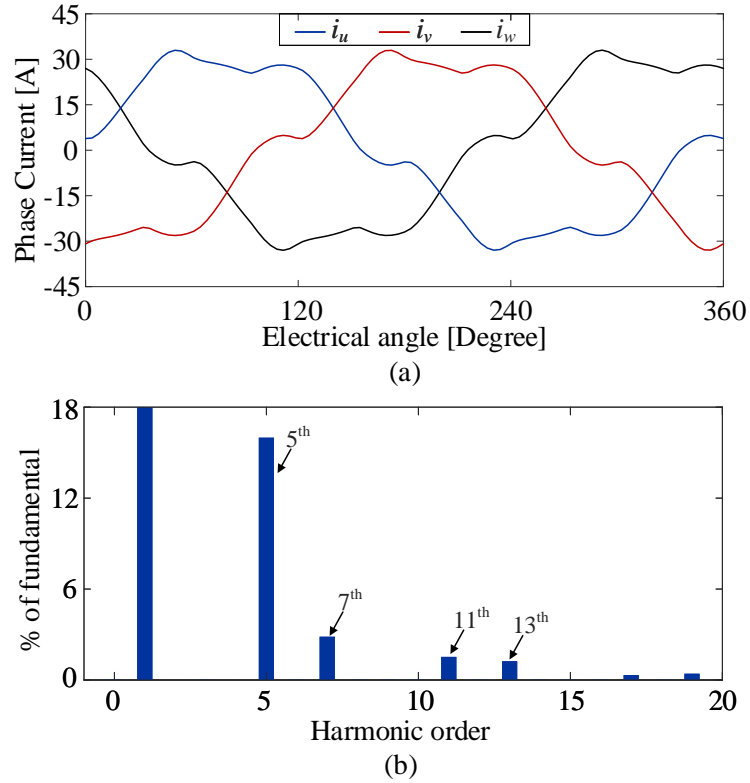 i_u i_v i_w
Phase Current [A]
45
30
15
0
-15
-30
-45
0 120 240 360
Electrical angle [Degree]
(a)
% of fundamental
18
12
6
0
5th
7th
11th
13th
0 5 10 15 20
Harmonic order
(b)